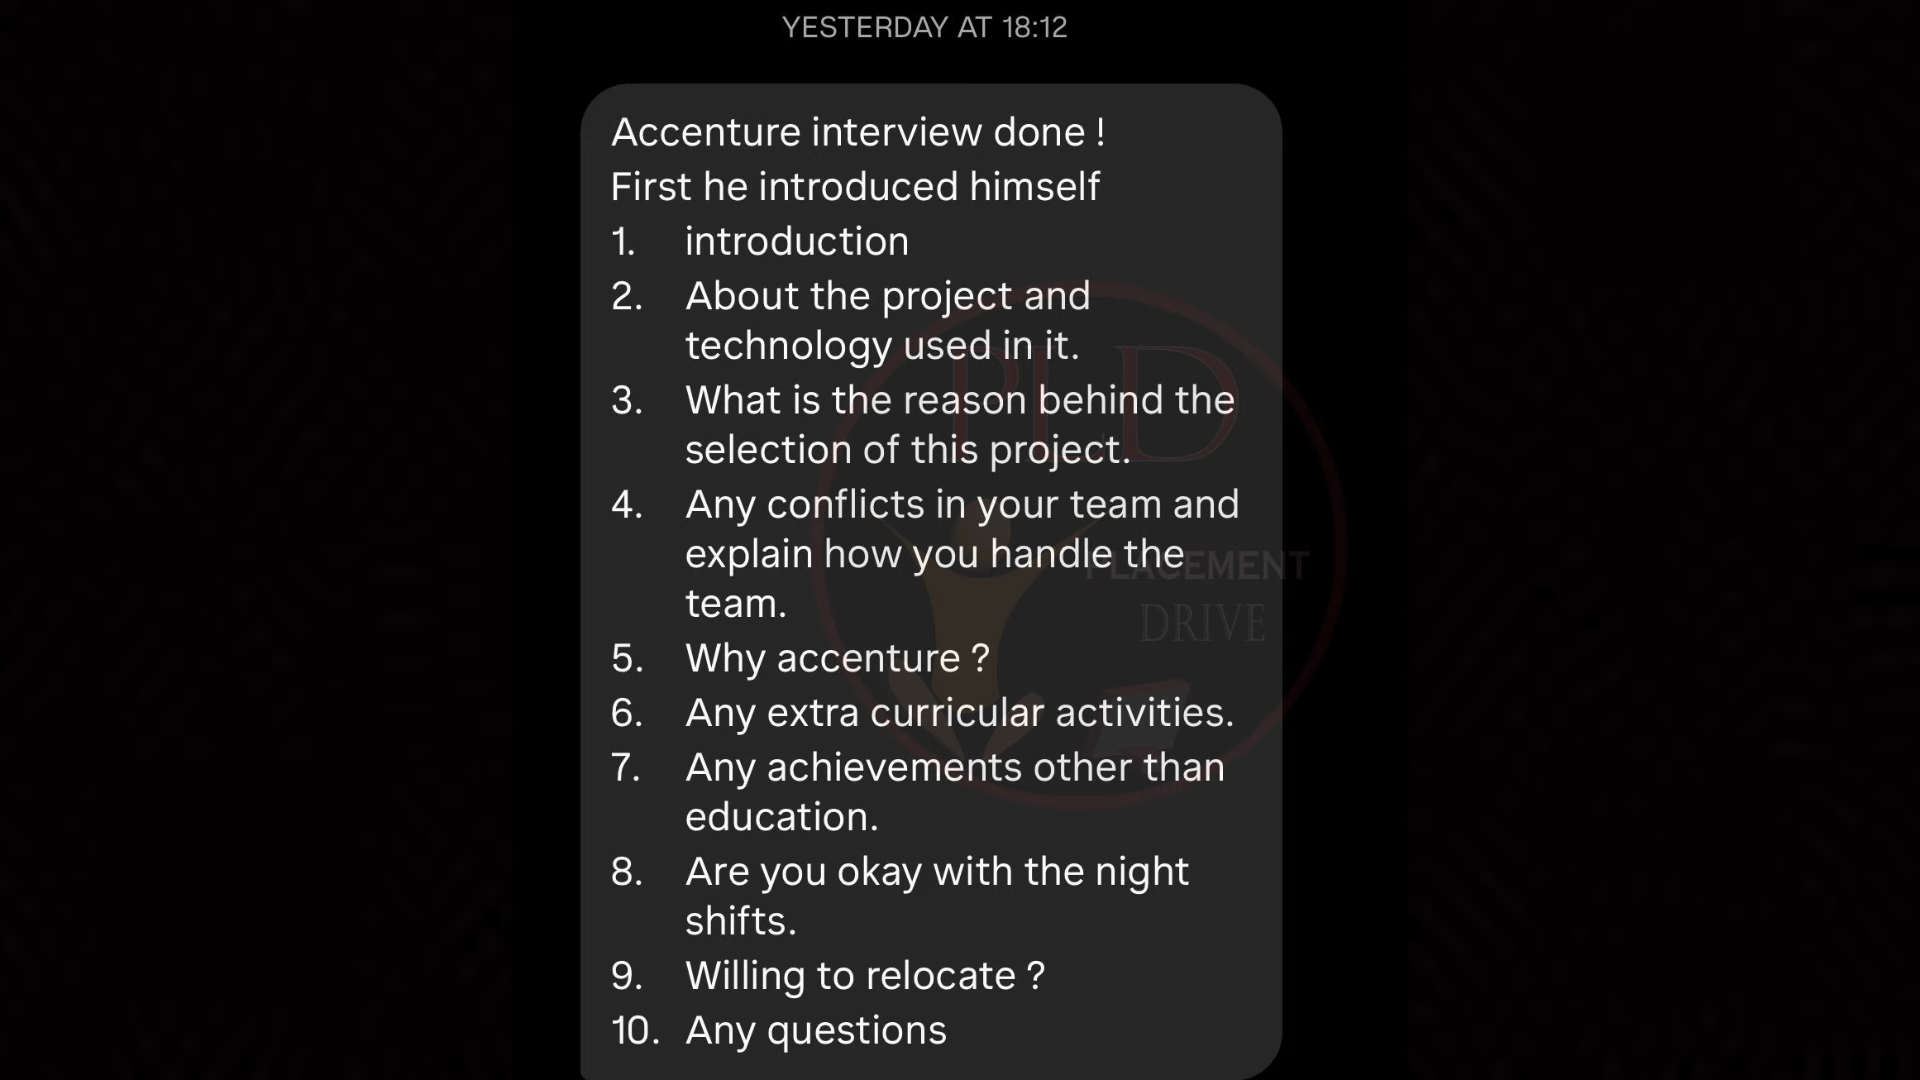 YESTERDAY AT 18:12
Accenture interview done !
First he introduced himself
1. introduction
2. About the project and
technology used in it.
3. What is the reason behind the
selection of this project.
4. Any conflicts in your team and
explain how you handle the
team.
5. Why accenture ?
6. Any extra curricular activities.
7. Any achievements other than
education.
8. Are you okay with the night
shifts.
9. Willing to relocate ?
10. Any questions
PLD
PLACEMENT
DRIVE